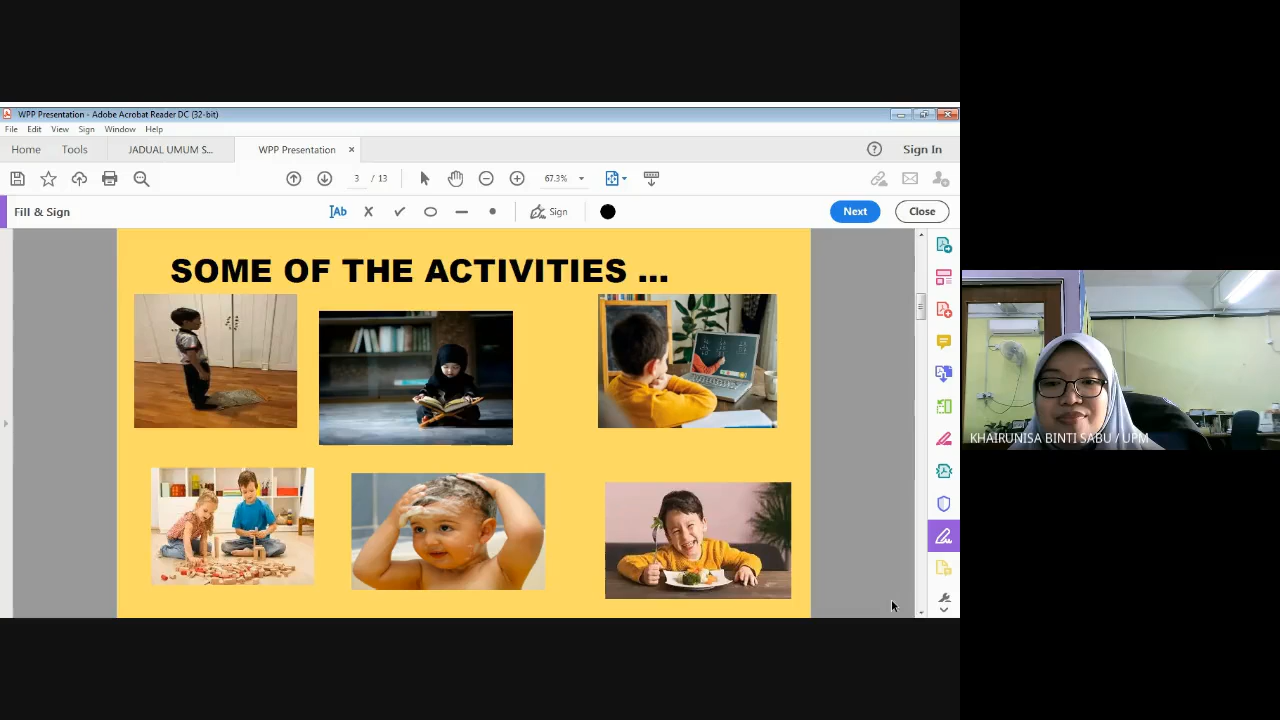 WPP Presentation - Adobe Acrobat Reader DC (32-bit)
File Edit View Sign Window Help
Home Tools JADUAL UMUM S... WPP Presentation × Sign In
3 / 13 67.3%
Fill & Sign Ab Sign Next Close
SOME OF THE ACTIVITIES ...
KHAIRUNISA BINTI SABU / UPM